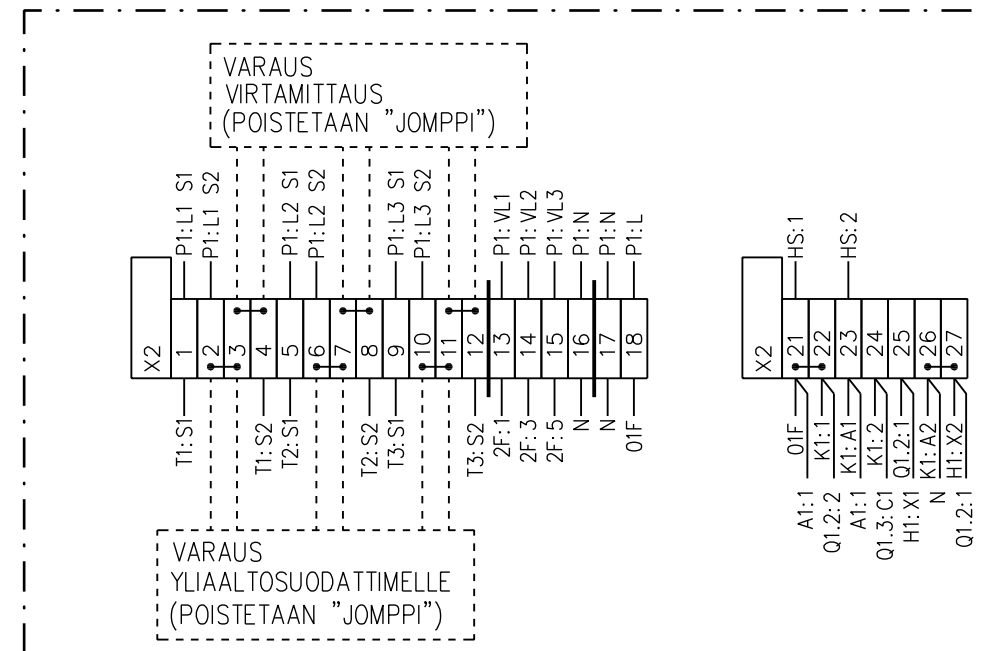 VARAUS
VIRTAMITTAUS
(POISTETAAN "JOMPPI")
P1:L1 S1
P1:L1 S2
P1:L2 S1
P1:L2 S2
P1:L3 S1
P1:L3 S2
P1:VL1
P1:VL2
P1:VL3
P1:N
P1:N
P1:L
X2 1 2 3 4 5 6 7 8 9 10 11 12 13 14 15 16 17 18
T1:S1
T1:S2
T2:S1
T2:S2
T3:S1
T3:S2
2F:1
2F:3
2F:5
N
N
01F
VARAUS
YLIAALTOSUODATTIMELLE
(POISTETAAN "JOMPPI")
HS:1
HS:2
X2 21 22 23 24 25 26 27
01F
A1:1
K1:1
Q1.2:2
K1:A1
A1:1
K1:2
Q1.3:C1
Q1.2:1
H1:X1
K1:A2
N
H1:X2
Q1.2:1